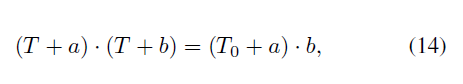 (T + a) · (T + b) = (T₀ + a) · b, (14)